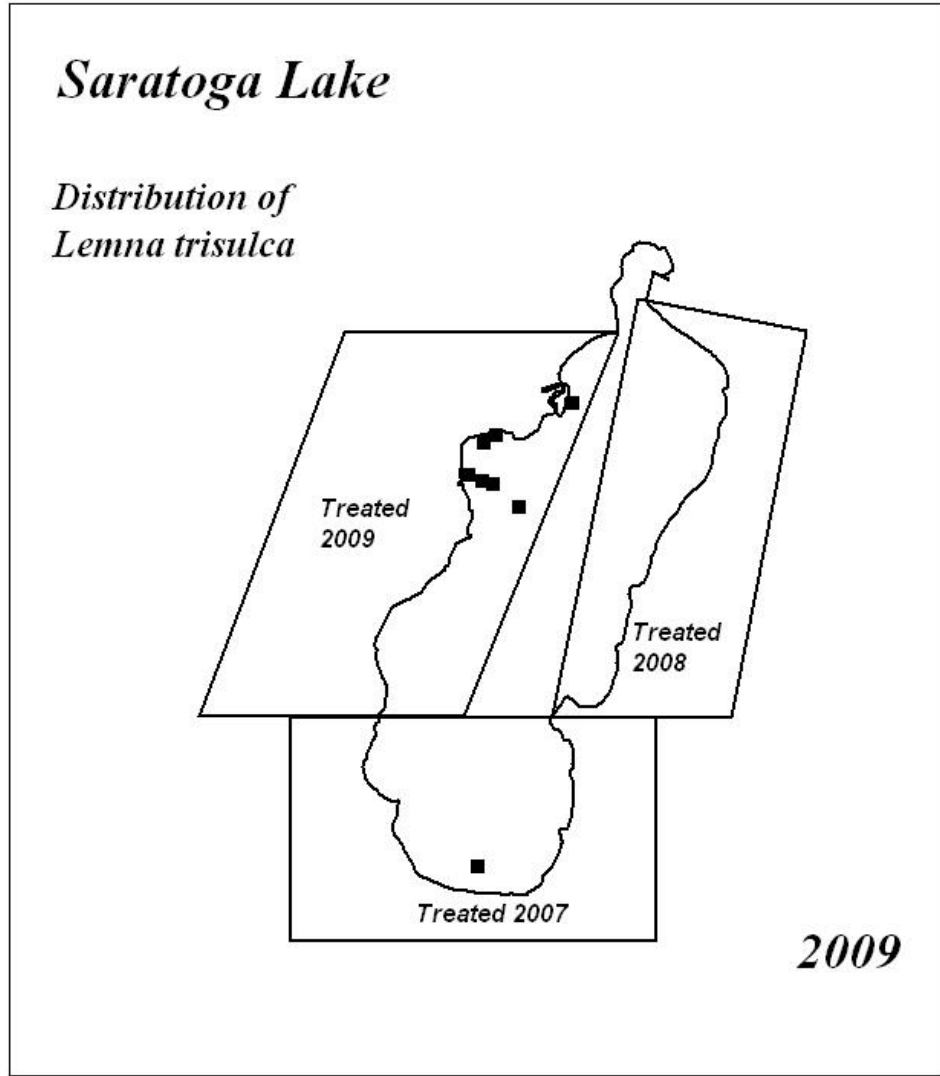 Saratoga Lake
Distribution of
Lemna trisulca
Treated
2009
Treated
2008
Treated 2007
2009